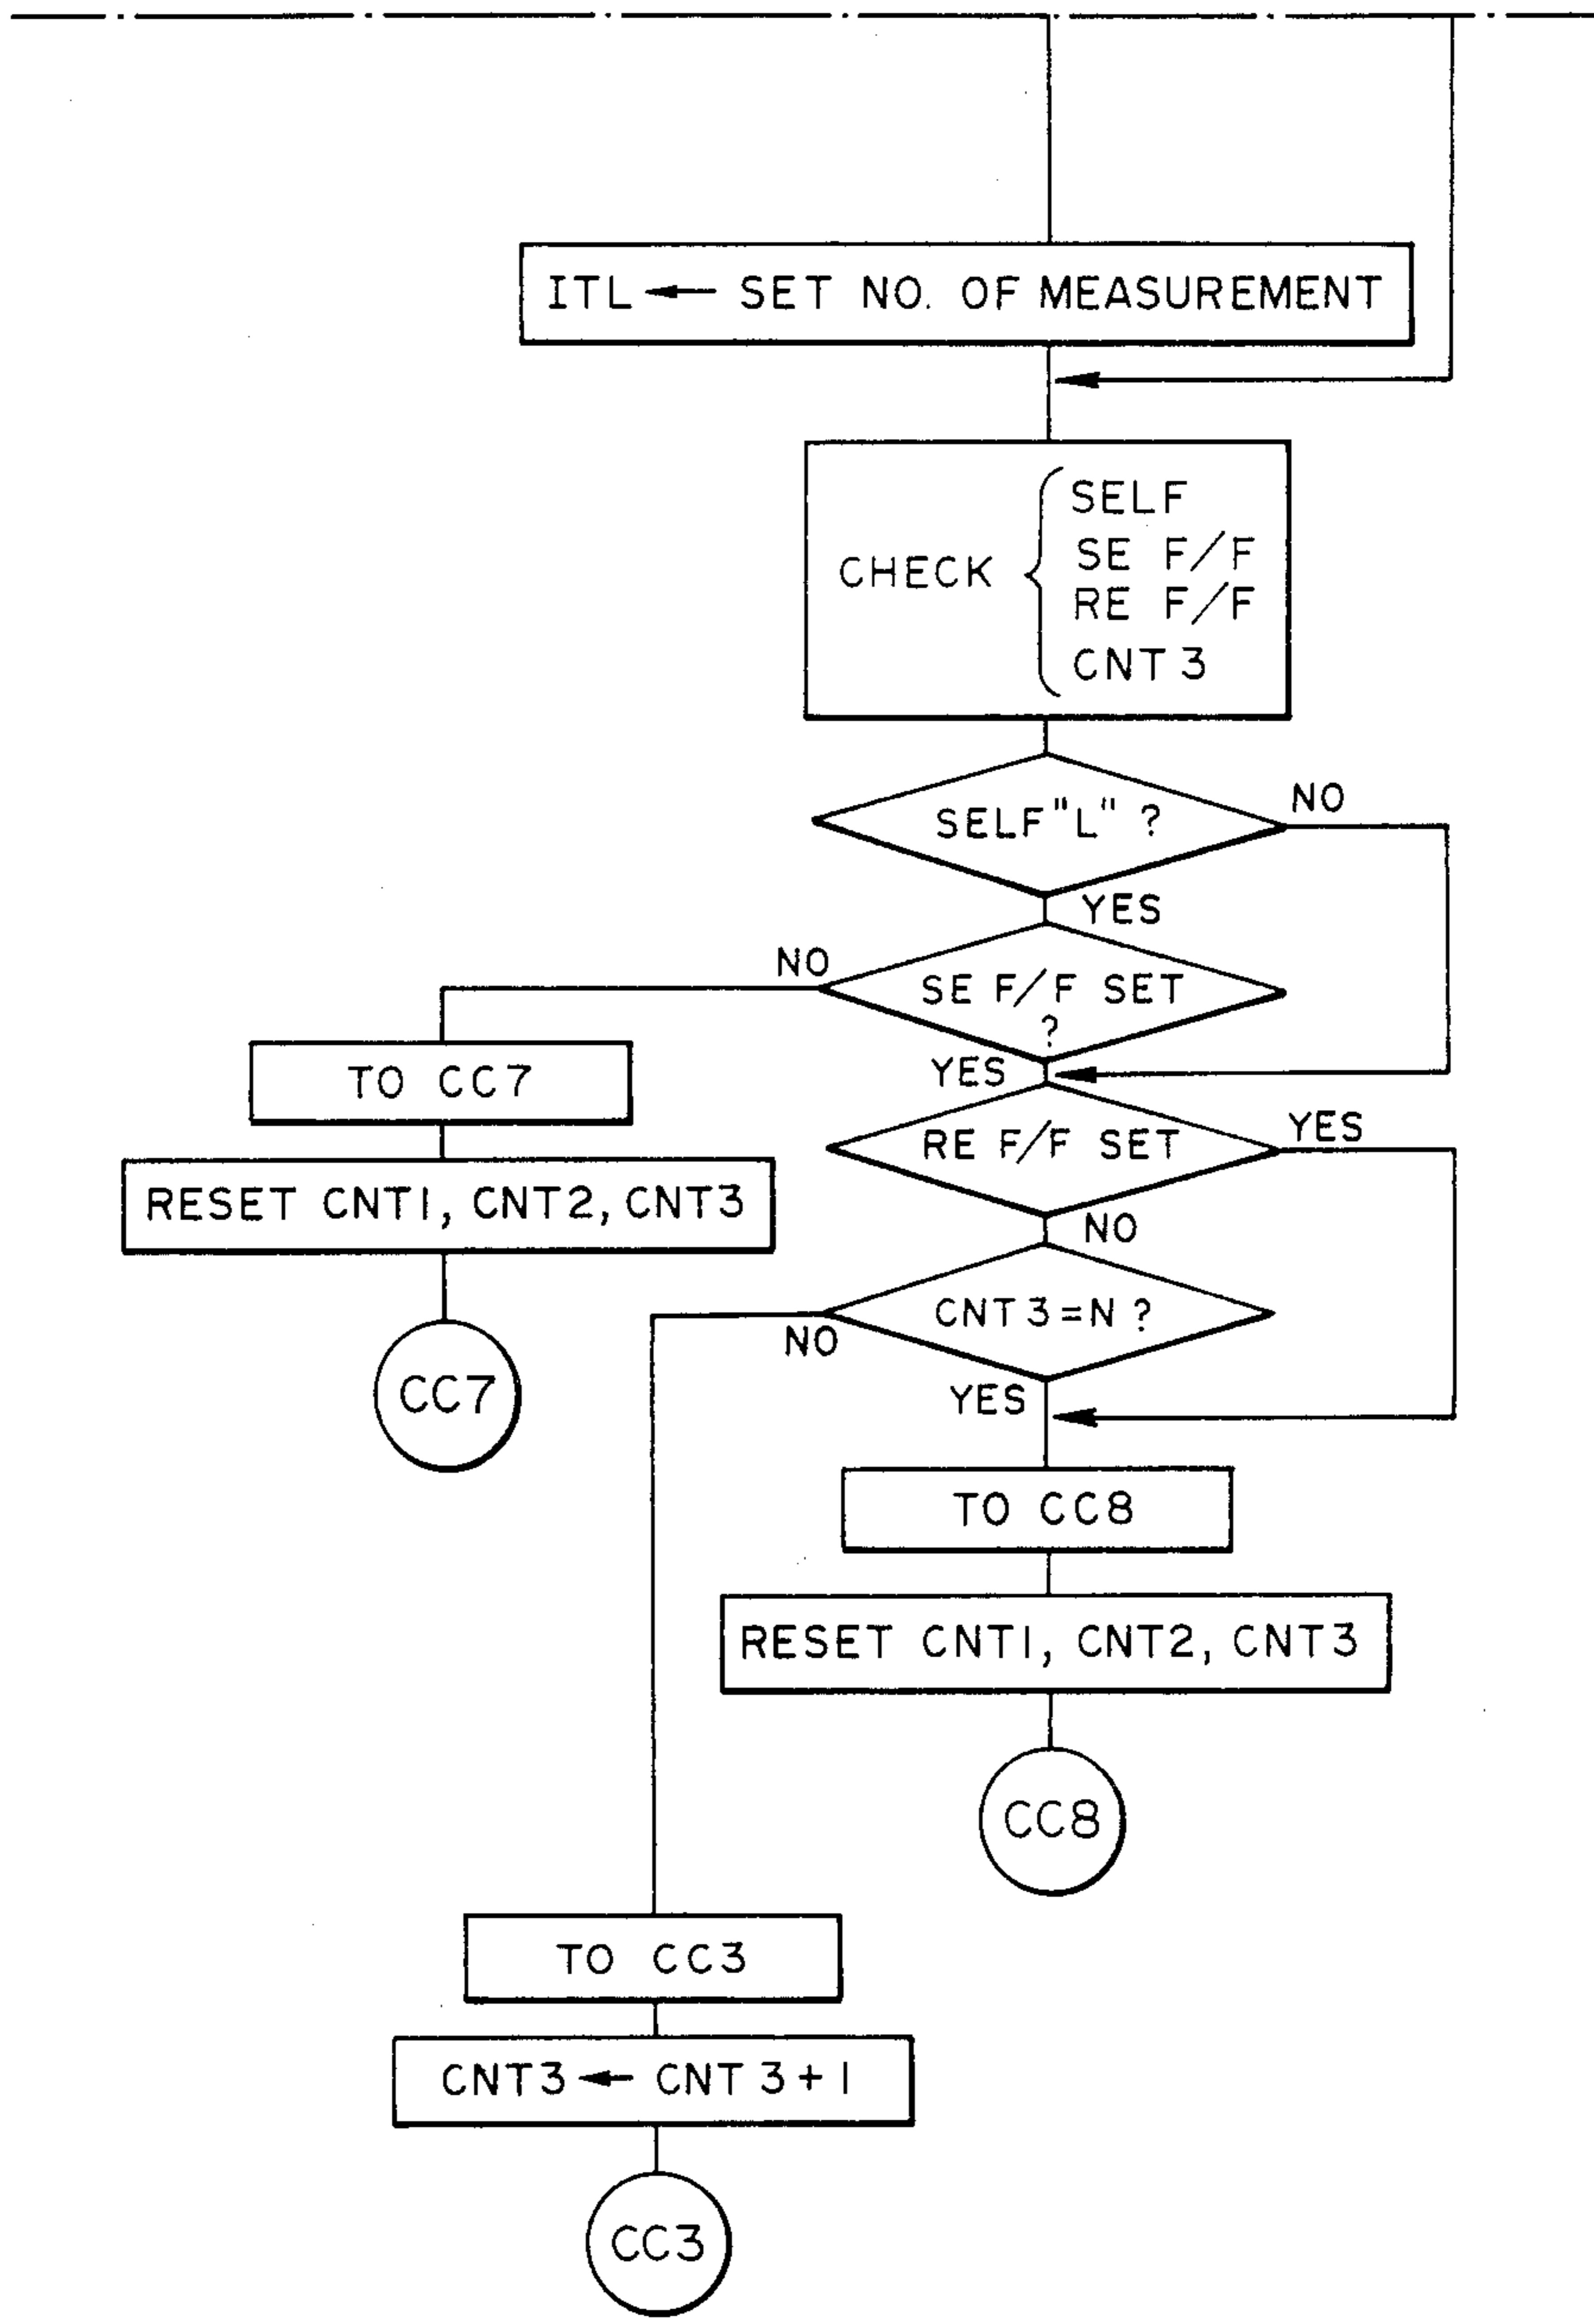 ITL ← SET NO. OF MEASUREMENT
CHECK
SELF
SE F/F
RE F/F
CNT 3
SELF "L" ?
NO
YES
NO
SE F/F SET
?
YES
TO CC7
RE F/F SET
YES
RESET CNT1, CNT2, CNT3
NO
CNT 3 = N ?
NO
CC7
YES
TO CC8
RESET CNT1, CNT2, CNT3
CC8
TO CC3
CNT3 ← CNT 3 + 1
CC3